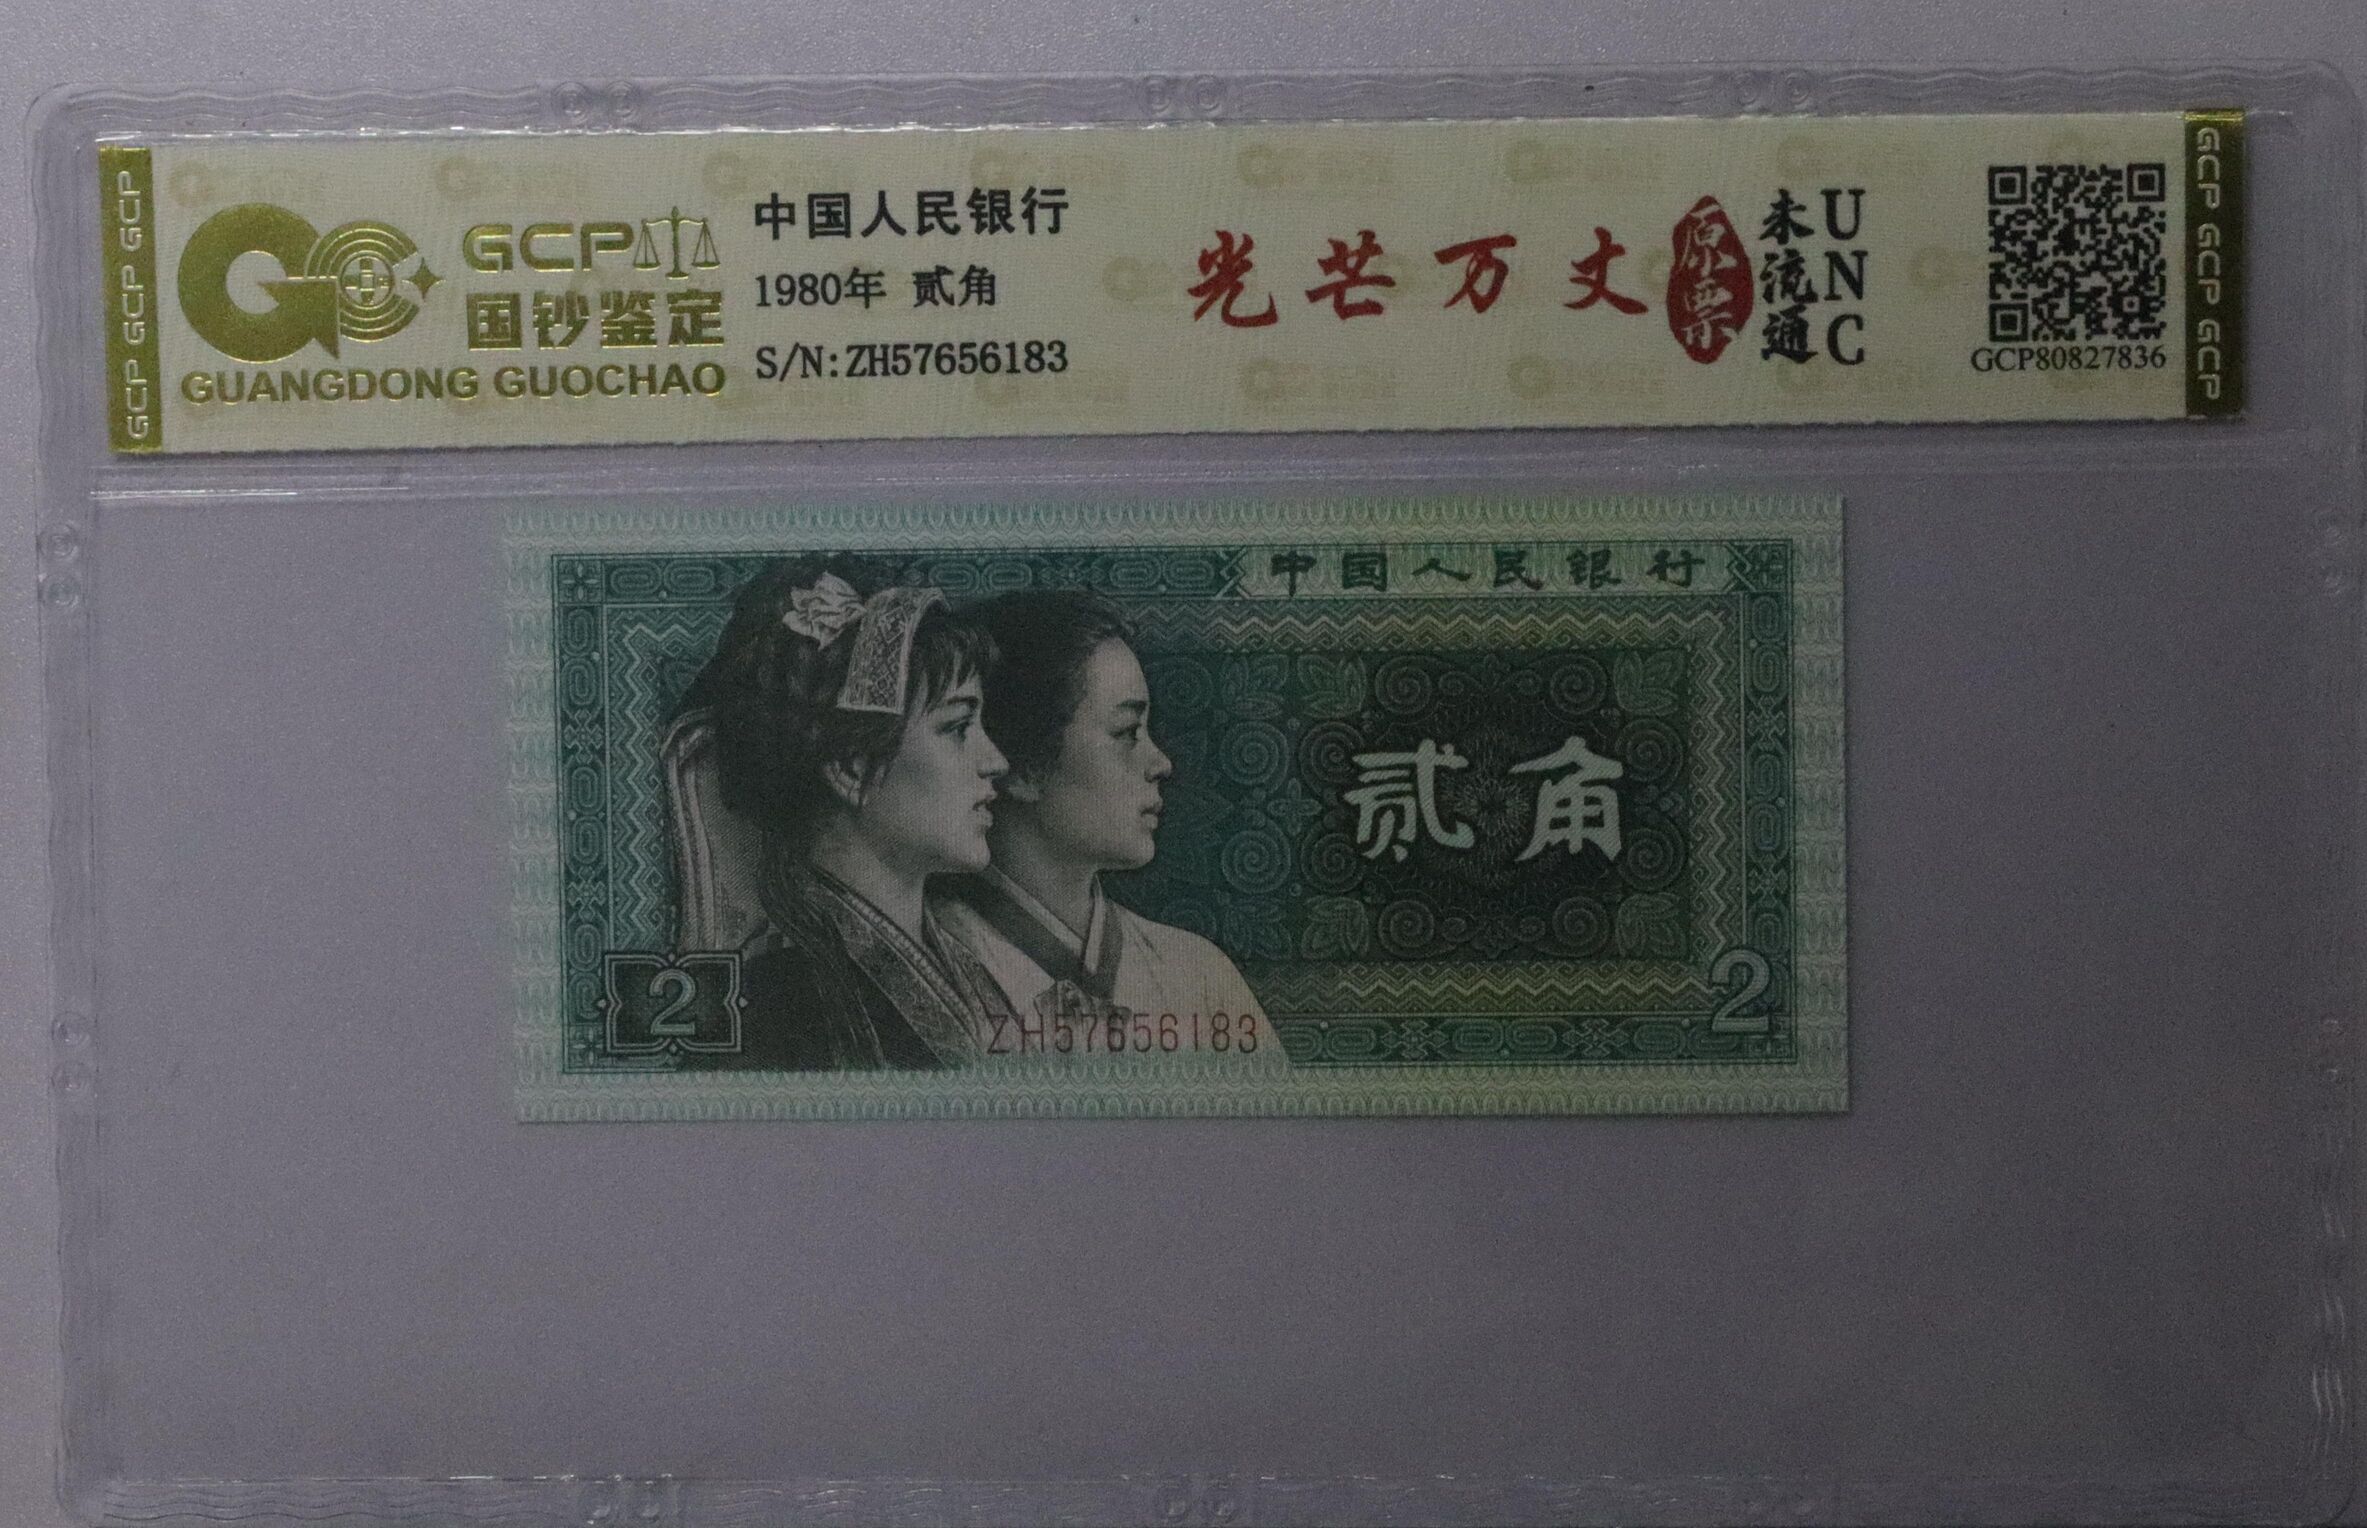 GCP GCP GCP
GCP
国钞鉴定
GUANGDONG GUOCHAO
中国人民银行
1980年 贰角
S/N:ZH57656183
光芒万丈
原票
未流通
UNC
GCP80827836
GCP GCP GCP
中国人民银行
贰角
2
2
ZH57656183